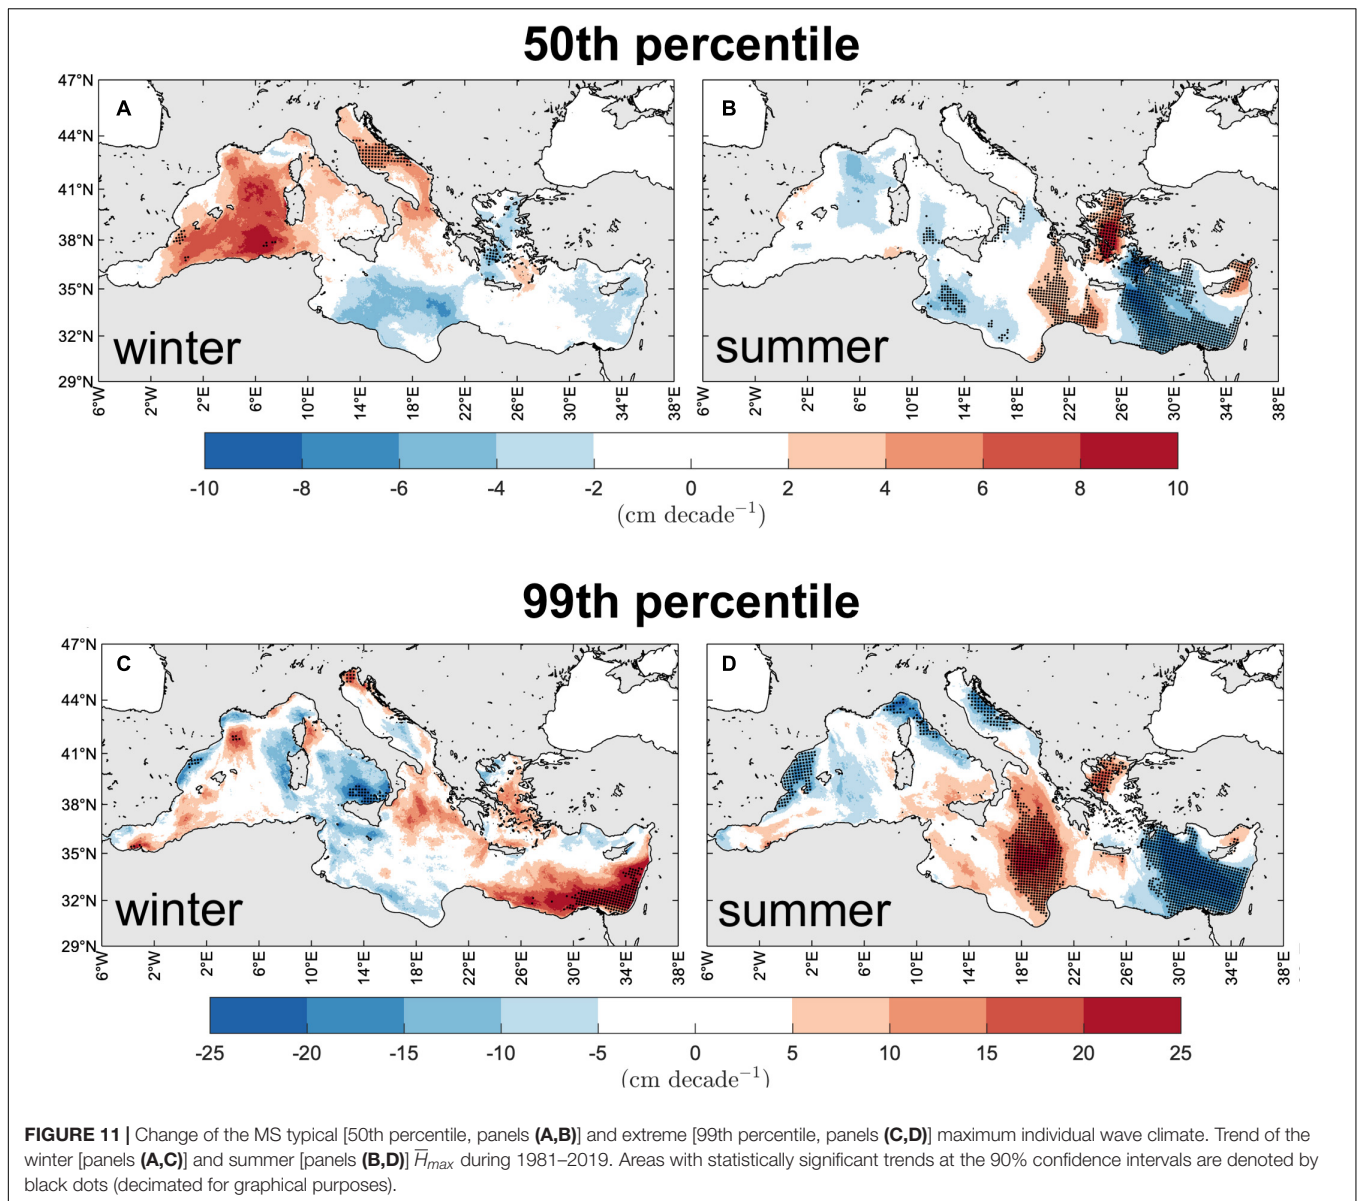 50th percentile
47°N
44°N
41°N
38°N
35°N
32°N
29°N
A
winter
B
summer
6°W 2°W 2°E 6°E 10°E 14°E 18°E 22°E 26°E 30°E 34°E 38°E
6°W 2°W 2°E 6°E 10°E 14°E 18°E 22°E 26°E 30°E 34°E 38°E
-10 -8 -6 -4 -2 0 2 4 6 8 10
(cm decade⁻¹)
99th percentile
47°N
44°N
41°N
38°N
35°N
32°N
29°N
C
winter
D
summer
6°W 2°W 2°E 6°E 10°E 14°E 18°E 22°E 26°E 30°E 34°E 38°E
6°W 2°W 2°E 6°E 10°E 14°E 18°E 22°E 26°E 30°E 34°E 38°E
-25 -20 -15 -10 -5 0 5 10 15 20 25
(cm decade⁻¹)
FIGURE 11 | Change of the MS typical [50th percentile, panels (A,B)] and extreme [99th percentile, panels (C,D)] maximum individual wave climate. Trend of the
winter [panels (A,C)] and summer [panels (B,D)] H̅max during 1981–2019. Areas with statistically significant trends at the 90% confidence intervals are denoted by
black dots (decimated for graphical purposes).